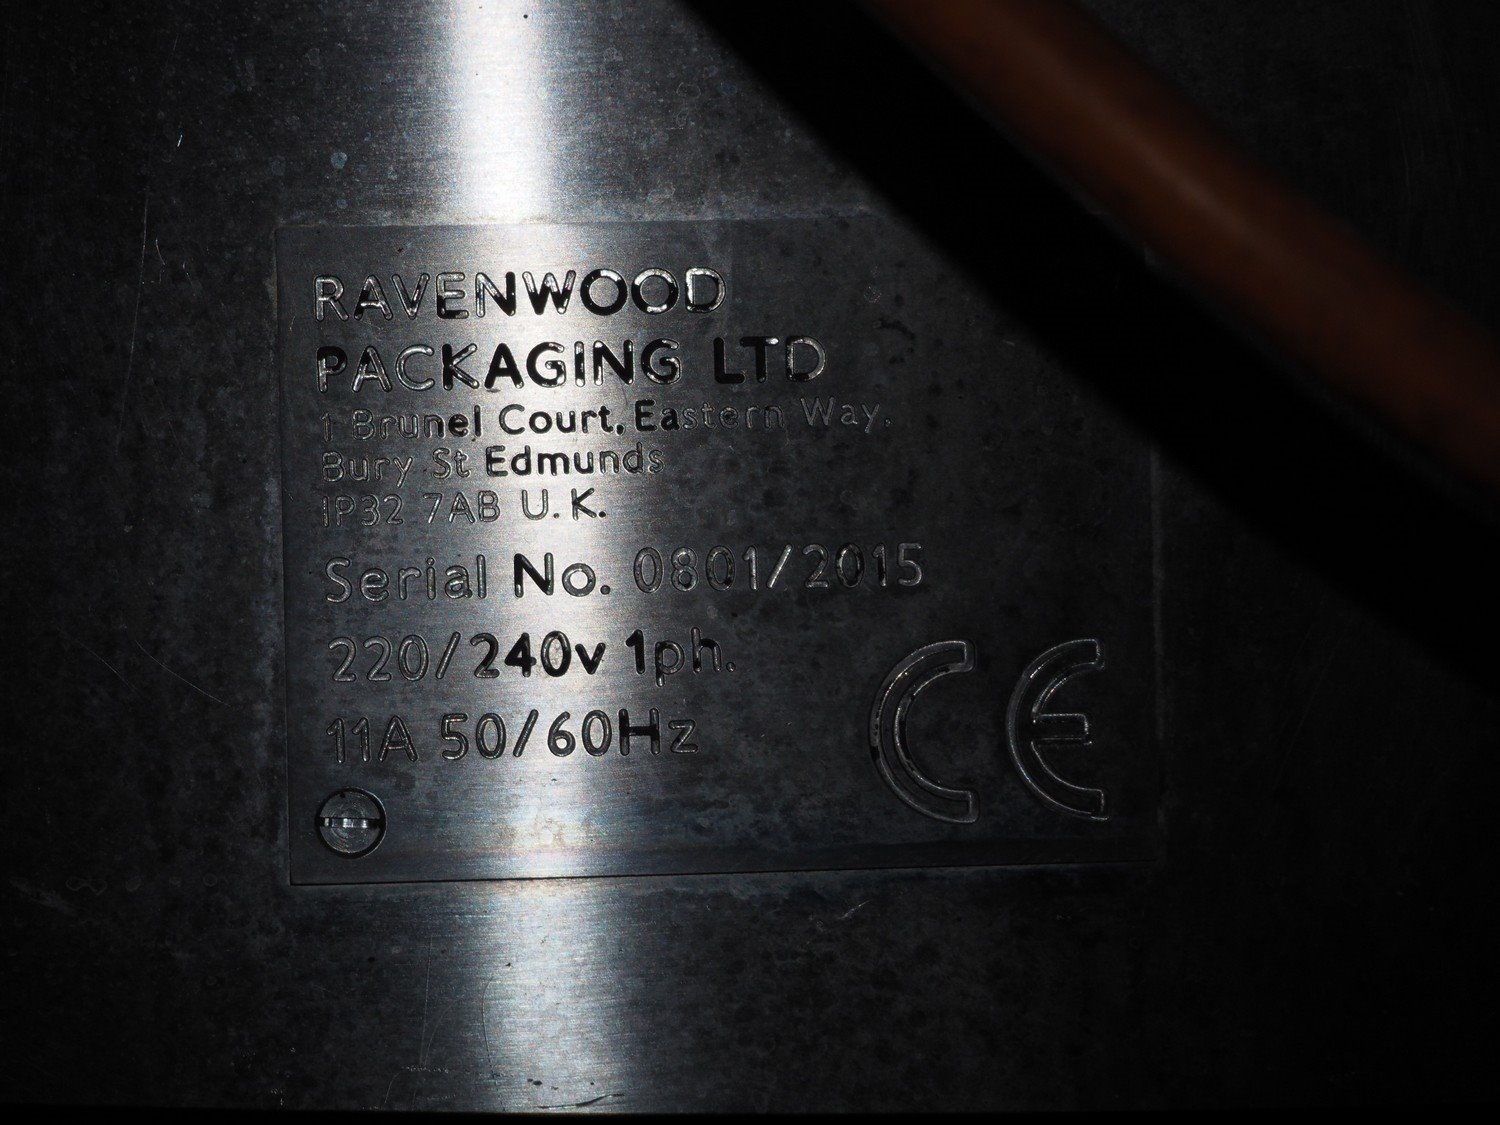 RAVENWOOD
PACKAGING LTD
1 Brunel Court, Eastern Way,
Bury St Edmunds
IP32 7AB U.K.
Serial No. 0801/2015
220/240v 1ph.
11A 50/60Hz
CE